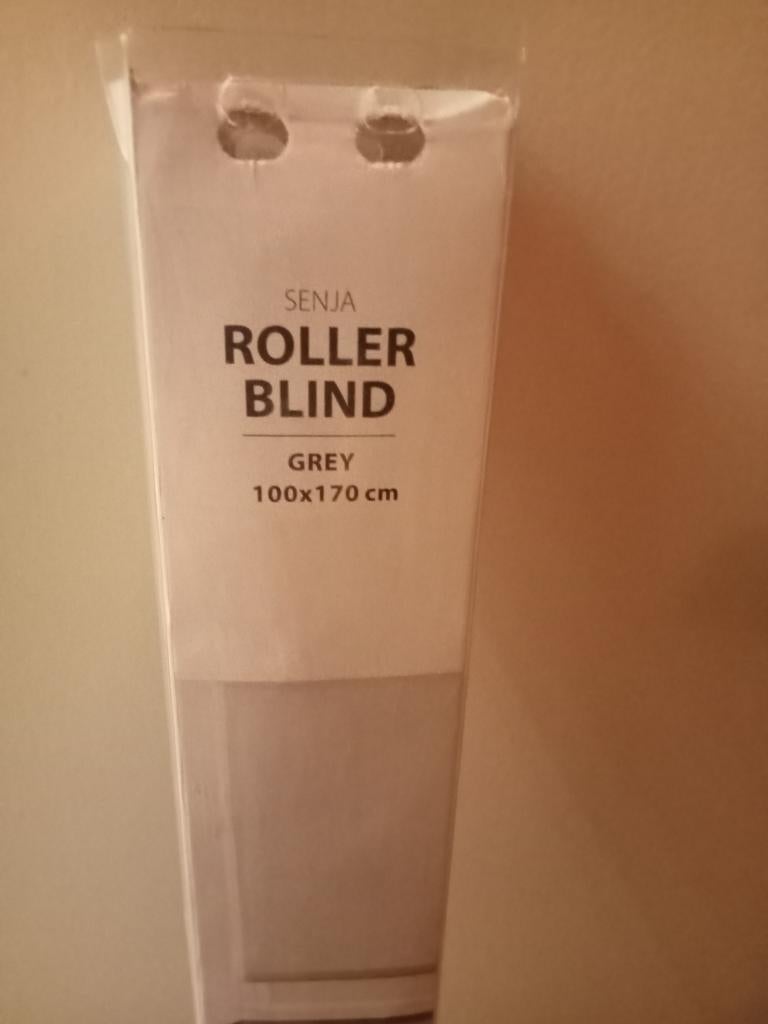 SENJA
ROLLER
BLIND
GREY
100x170 cm